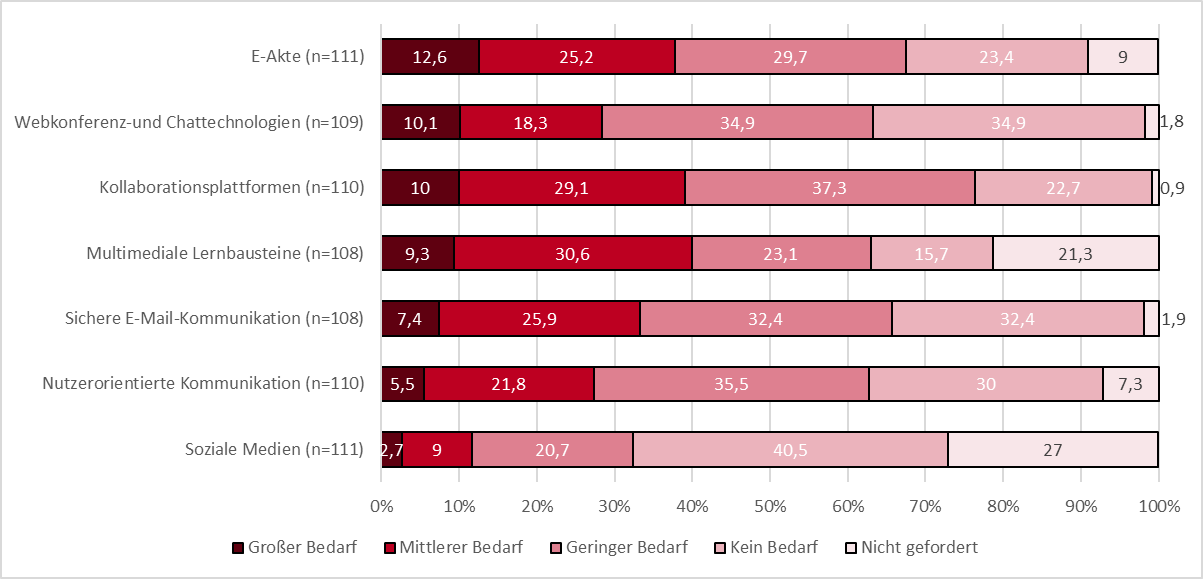 E-Akte (n=111) 12,6 25,2 29,7 23,4 9
Webkonferenz-und Chattechnologien (n=109) 10,1 18,3 34,9 34,9 1,8
Kollaborationsplattformen (n=110) 10 29,1 37,3 22,7 0,9
Multimediale Lernbausteine (n=108) 9,3 30,6 23,1 15,7 21,3
Sichere E-Mail-Kommunikation (n=108) 7,4 25,9 32,4 32,4 1,9
Nutzerorientierte Kommunikation (n=110) 5,5 21,8 35,5 30 7,3
Soziale Medien (n=111) 2,7 9 20,7 40,5 27
0% 10% 20% 30% 40% 50% 60% 70% 80% 90% 100%
Großer Bedarf Mittlerer Bedarf Geringer Bedarf Kein Bedarf Nicht gefordert